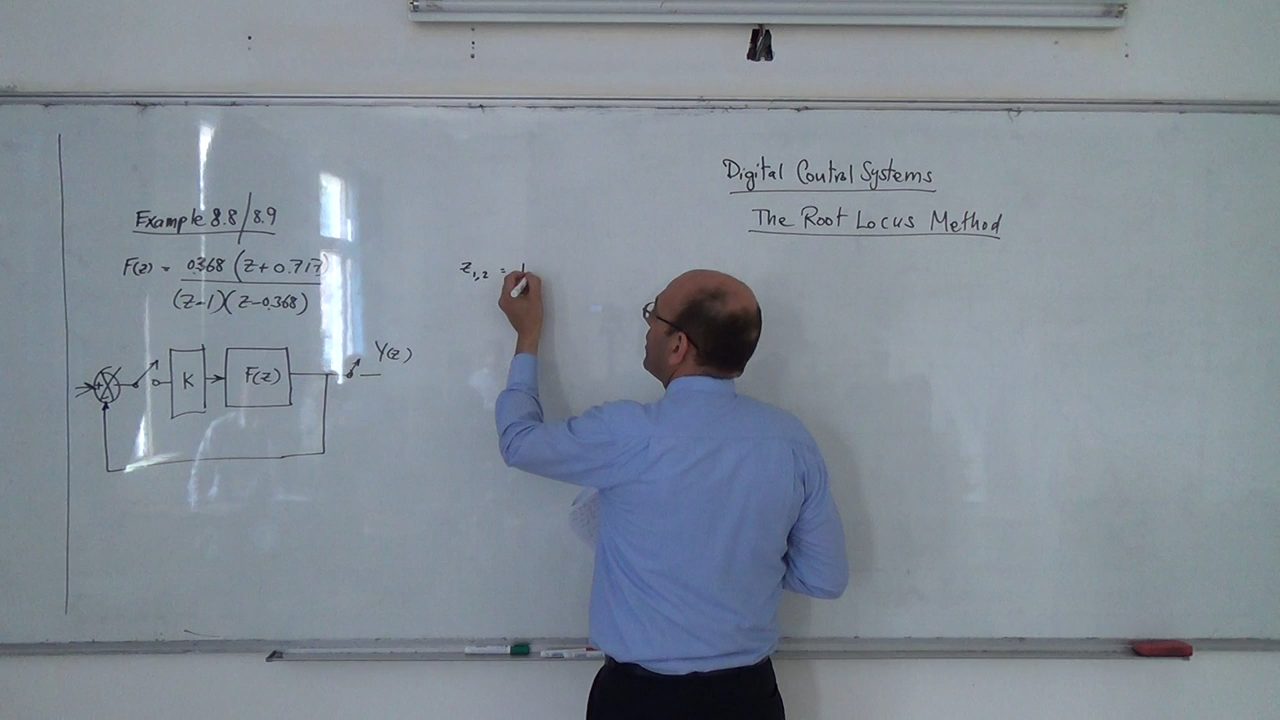 Digital Control Systems
The Root Locus Method
Example 8.8/8.9
F(z) = 0.368 (z+0.717)
(z-1)(z-0.368)
z1,2 = 1
K
F(z)
Y(z)
+
-